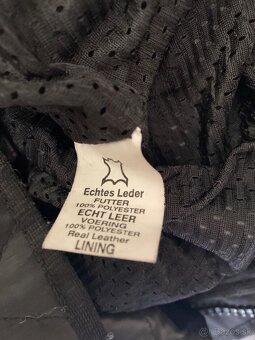 Echtes Leder
FUTTER
100% POLYESTER
ECHT LEER
VOERING
100% POLYESTER
Real Leather
LINING